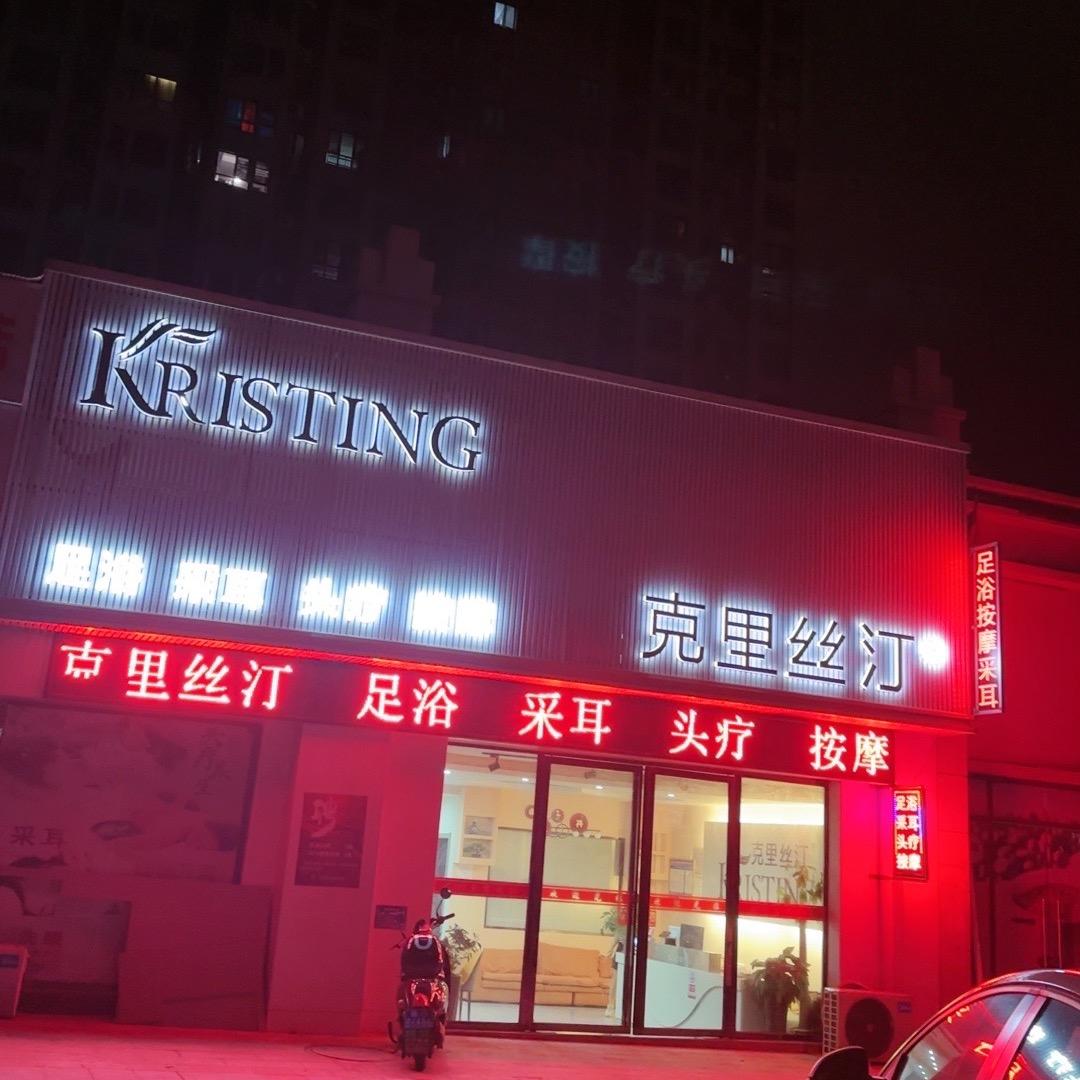 KRISTING
足浴 采耳 头疗 按摩
克里丝汀
克里丝汀 足浴 采耳 头疗 按摩
足浴按摩采耳
足浴
采耳
头疗
按摩
采耳
克里丝汀
KRISTING